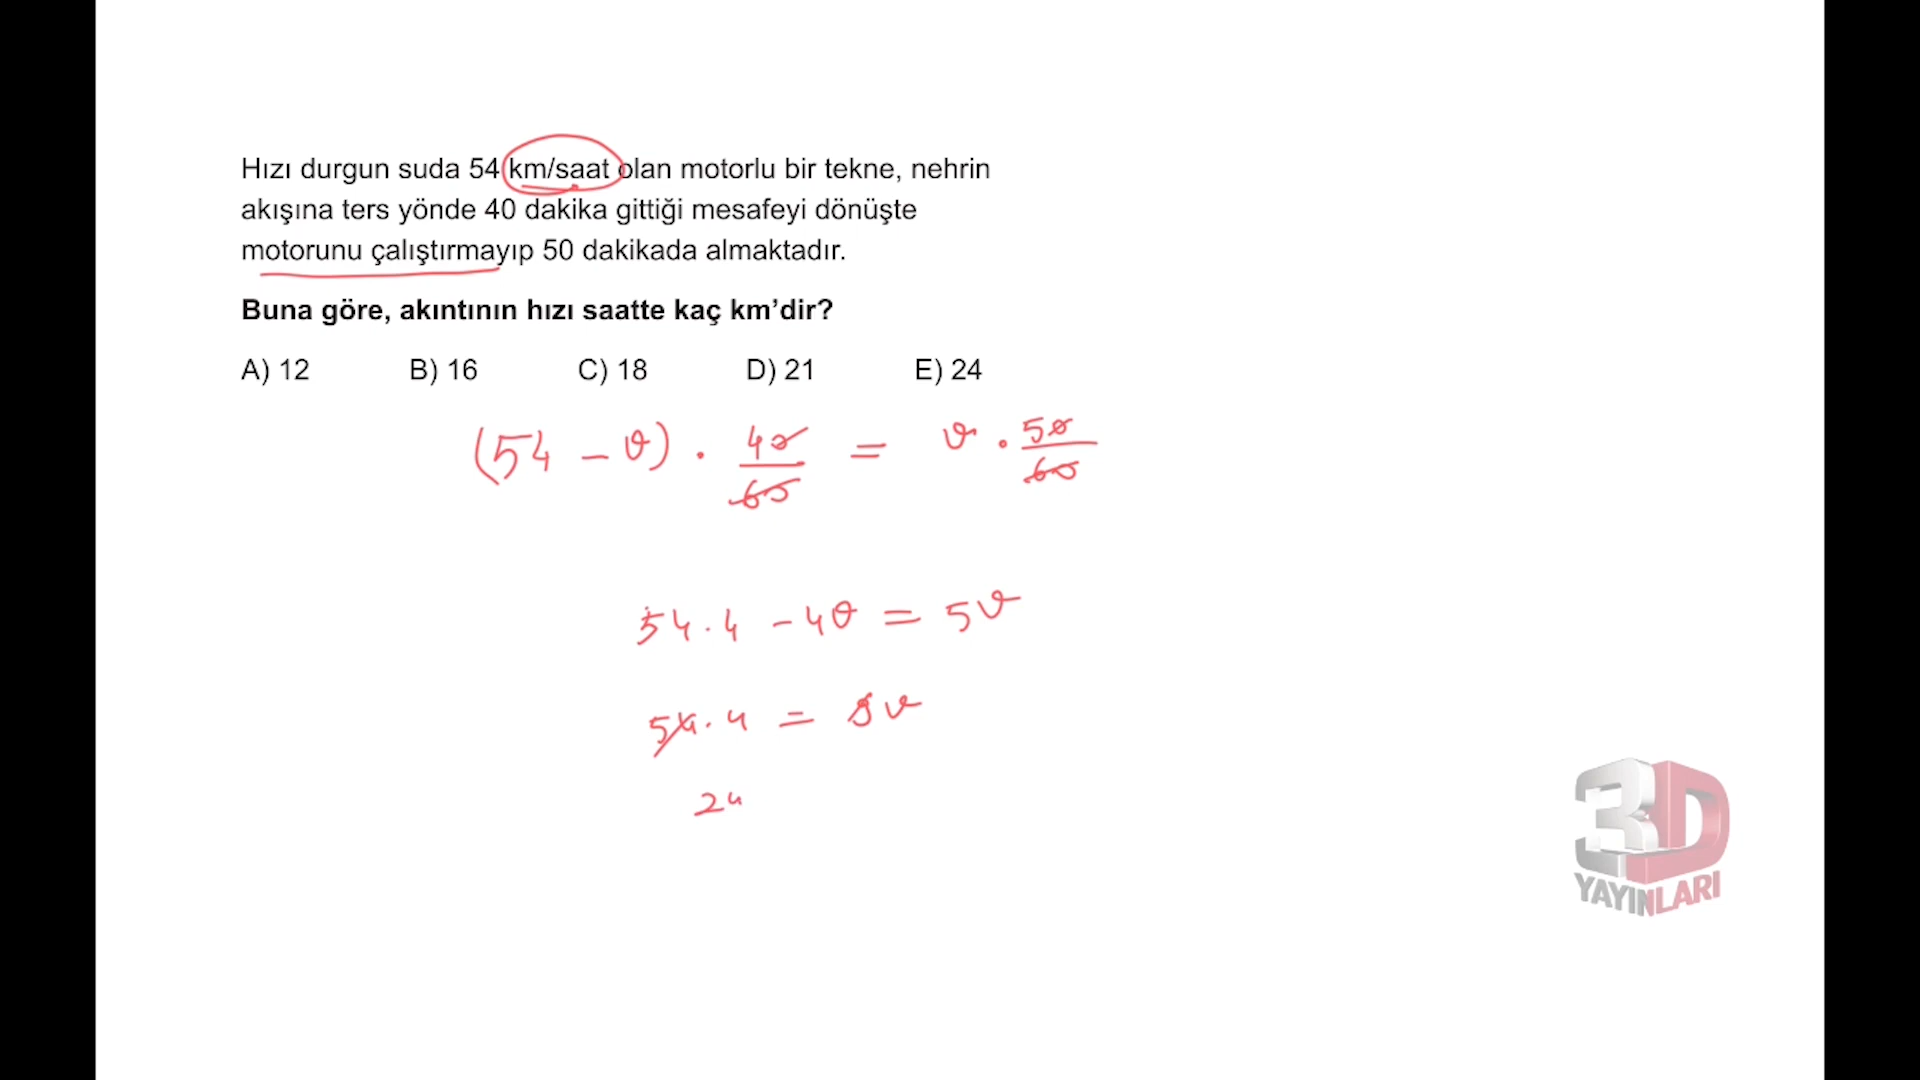 Hızı durgun suda 54 km/saat olan motorlu bir tekne, nehrin
akışına ters yönde 40 dakika gittiği mesafeyi dönüşte
motorunu çalıştırmayıp 50 dakikada almaktadır.
Buna göre, akıntının hızı saatte kaç km’dir?
A) 12 B) 16 C) 18 D) 21 E) 24
(54 - v) . 40/60 = v . 50/60
54.4 - 4v = 5v
54.4 = 9v
24
3D
YAYINLARI